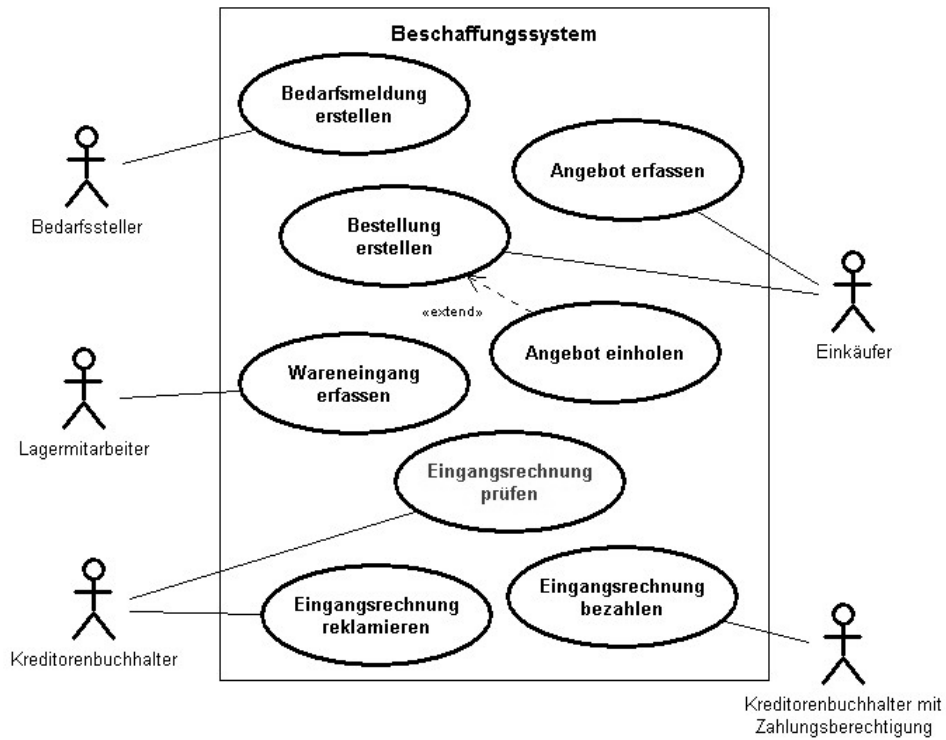 Beschaffungssystem
Bedarfsmeldung
erstellen
Bedarfssteller
Angebot erfassen
Bestellung
erstellen
«extend»
Angebot einholen
Einkäufer
Wareneingang
erfassen
Lagermitarbeiter
Eingangsrechnung
prüfen
Eingangsrechnung
reklamieren
Eingangsrechnung
bezahlen
Kreditorenbuchhalter
Kreditorenbuchhalter mit
Zahlungsberechtigung